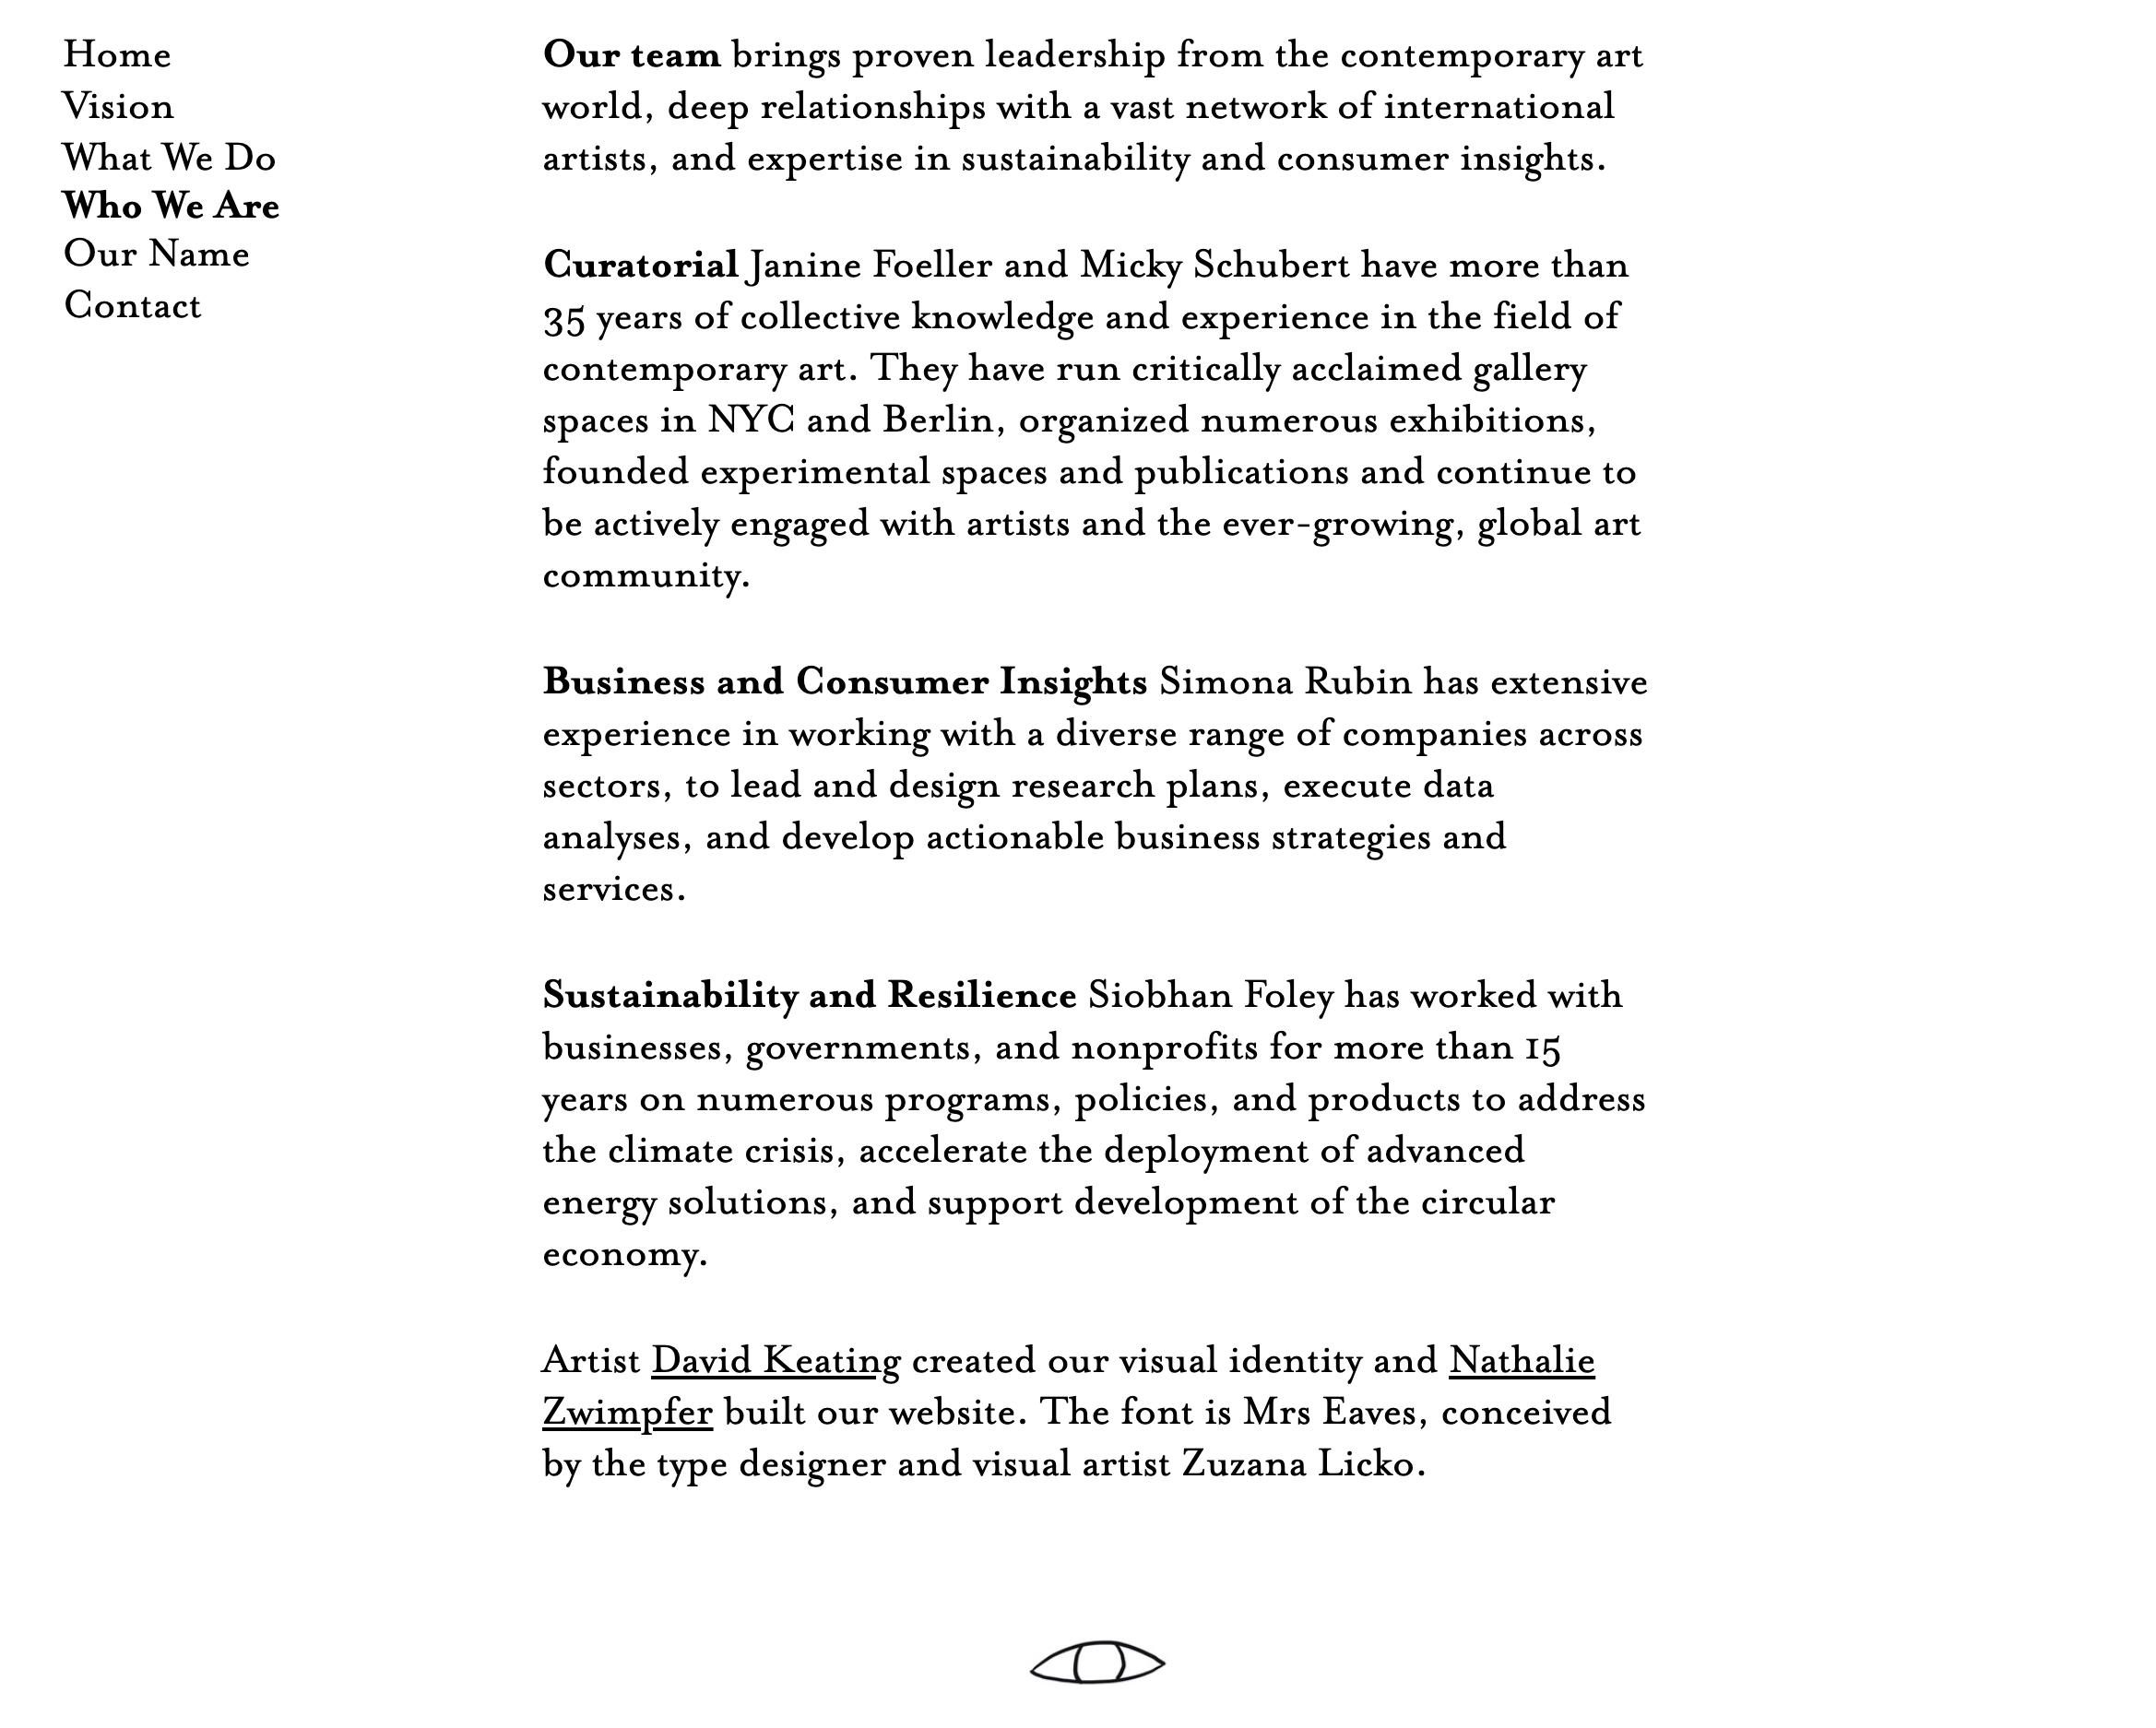 Home
Vision
What We Do
Who We Are
Our Name
Contact
Our team brings proven leadership from the contemporary art
world, deep relationships with a vast network of international
artists, and expertise in sustainability and consumer insights.
Curatorial Janine Foeller and Micky Schubert have more than
35 years of collective knowledge and experience in the field of
contemporary art. They have run critically acclaimed gallery
spaces in NYC and Berlin, organized numerous exhibitions,
founded experimental spaces and publications and continue to
be actively engaged with artists and the ever-growing, global art
community.
Business and Consumer Insights Simona Rubin has extensive
experience in working with a diverse range of companies across
sectors, to lead and design research plans, execute data
analyses, and develop actionable business strategies and
services.
Sustainability and Resilience Siobhan Foley has worked with
businesses, governments, and nonprofits for more than 15
years on numerous programs, policies, and products to address
the climate crisis, accelerate the deployment of advanced
energy solutions, and support development of the circular
economy.
Artist David Keating created our visual identity and Nathalie
Zwimpfer built our website. The font is Mrs Eaves, conceived
by the type designer and visual artist Zuzana Licko.